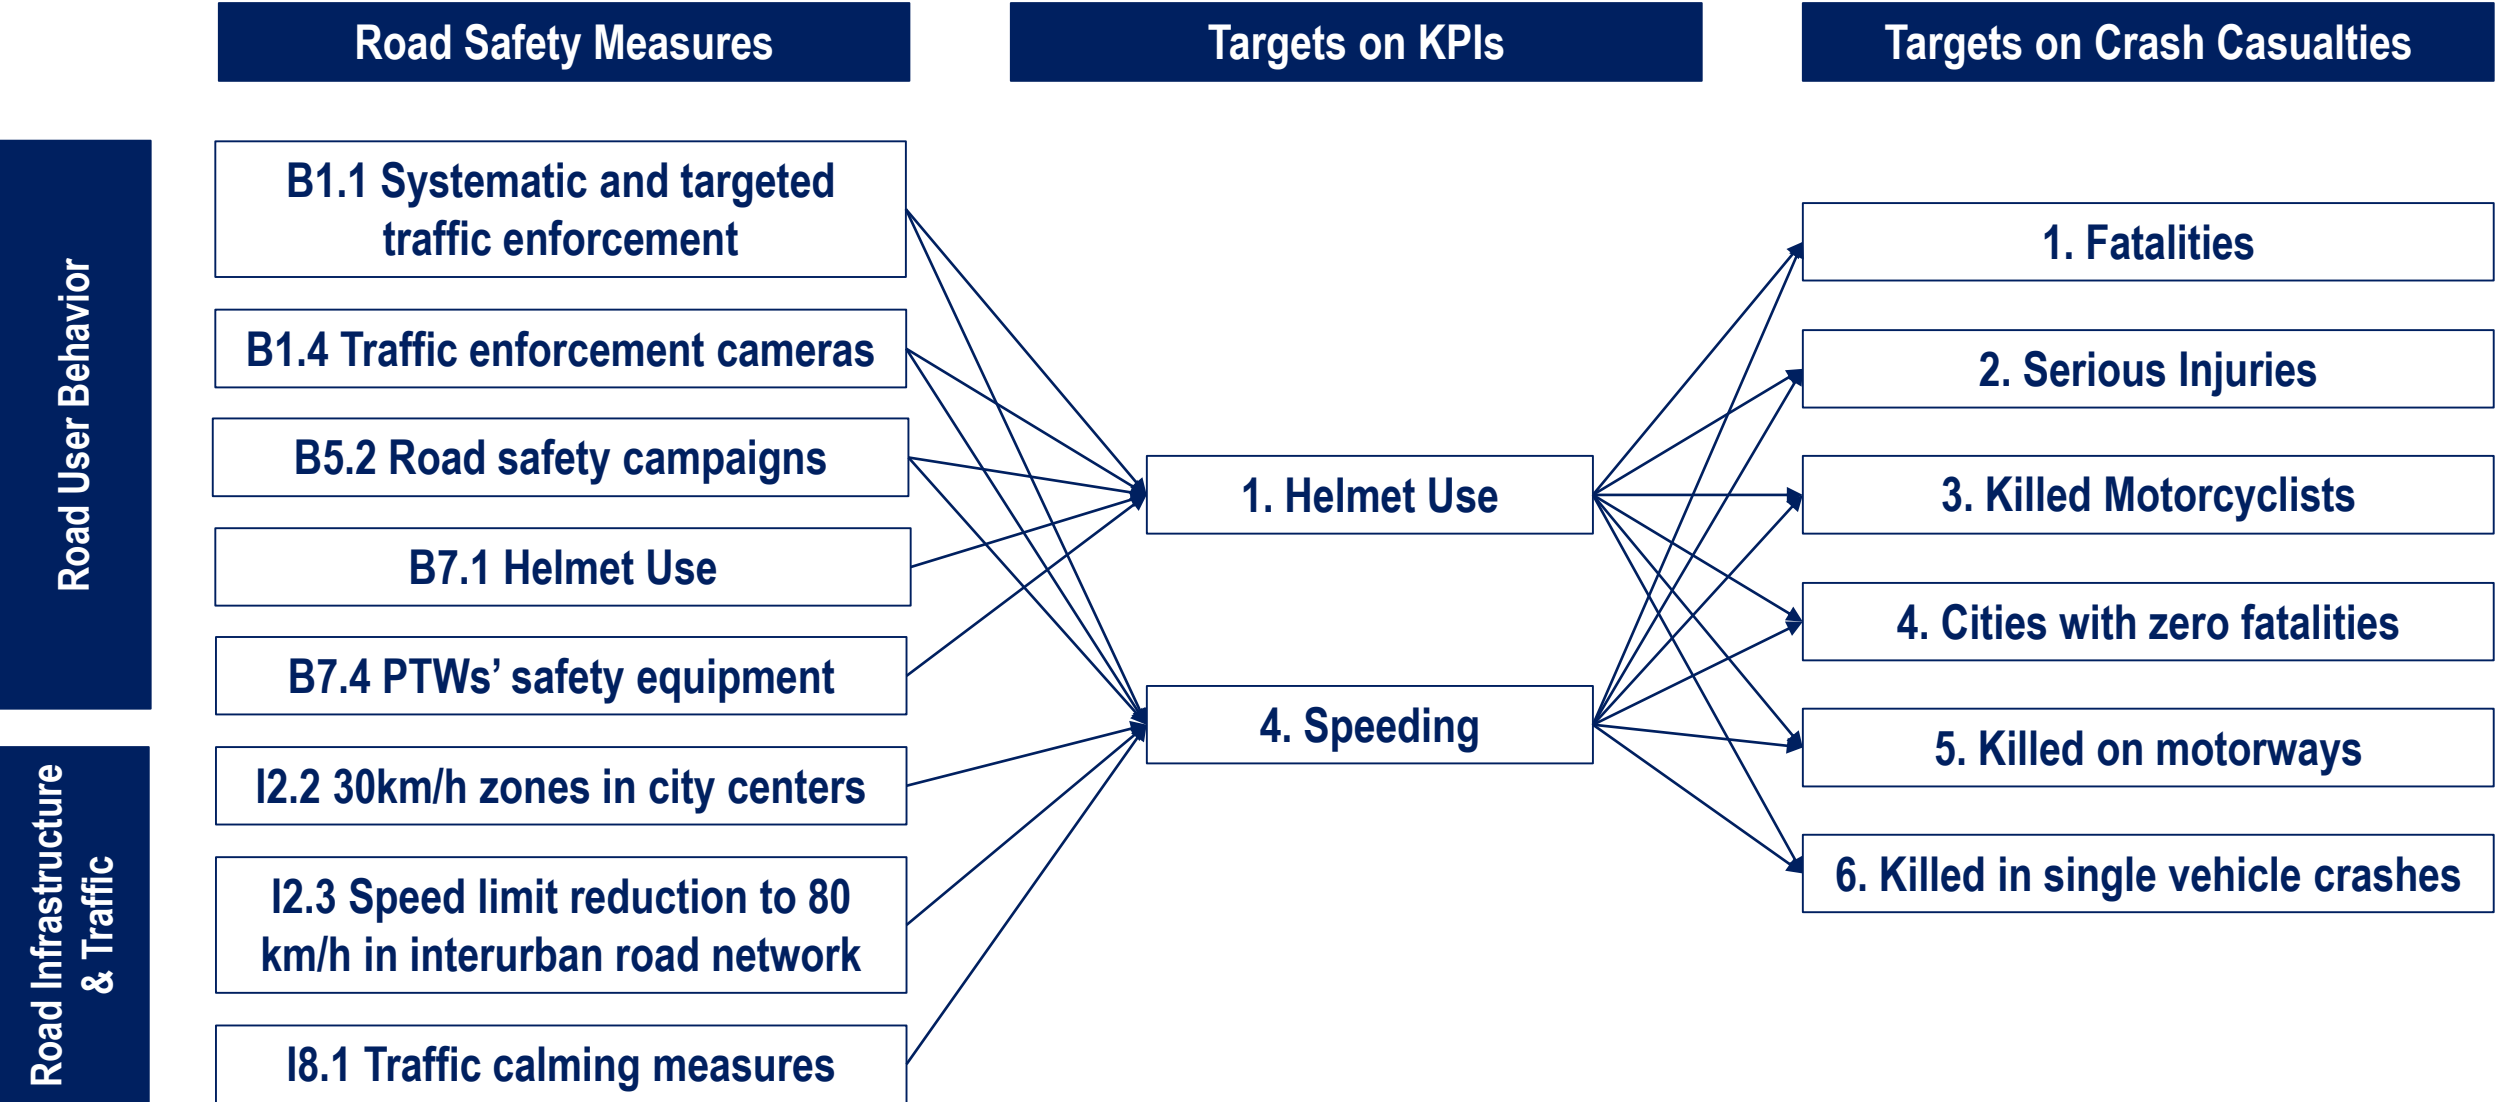 Road Safety Measures
Targets on KPIs
Targets on Crash Casualties
Road User Behavior
B1.1 Systematic and targeted
traffic enforcement
B1.4 Traffic enforcement cameras
B5.2 Road safety campaigns
B7.1 Helmet Use
B7.4 PTWs’ safety equipment
Road Infrastructure
& Traffic
I2.2 30km/h zones in city centers
I2.3 Speed limit reduction to 80
km/h in interurban road network
I8.1 Traffic calming measures
1. Helmet Use
4. Speeding
1. Fatalities
2. Serious Injuries
3. Killed Motorcyclists
4. Cities with zero fatalities
5. Killed on motorways
6. Killed in single vehicle crashes